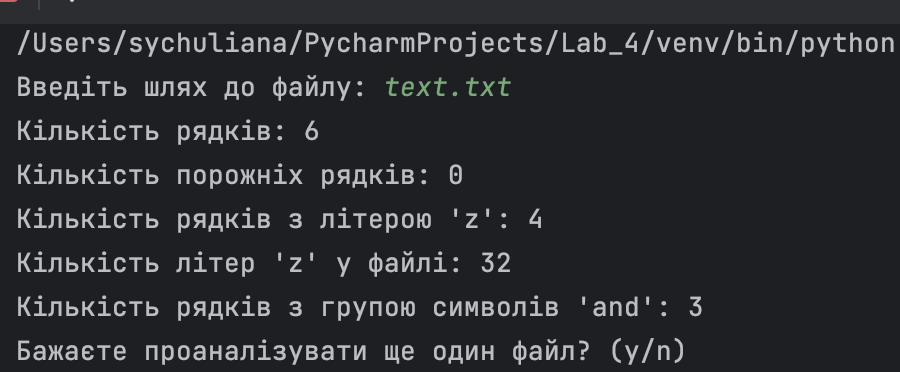 /Users/sychuliana/PycharmProjects/Lab_4/venv/bin/python
Введіть шлях до файлу: text.txt
Кількість рядків: 6
Кількість порожніх рядків: 0
Кількість рядків з літерою 'z': 4
Кількість літер 'z' у файлі: 32
Кількість рядків з групою символів 'and': 3
Бажаєте проаналізувати ще один файл? (y/n)